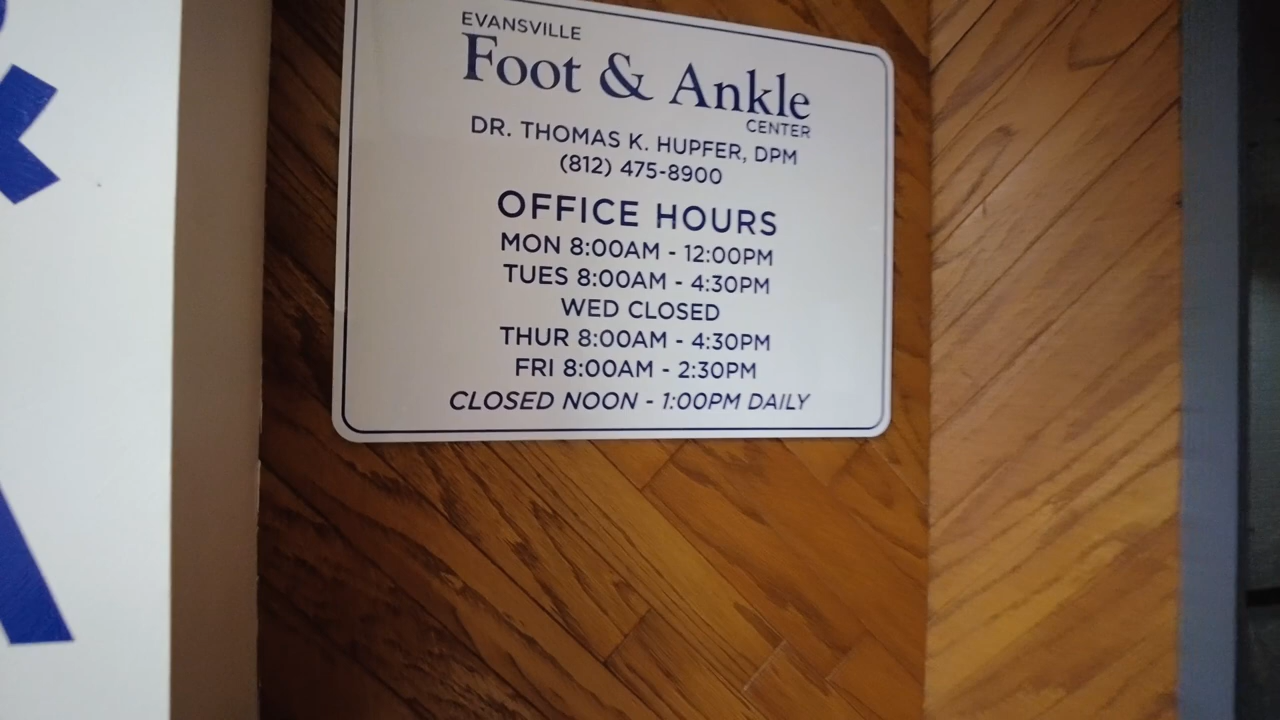 EVANSVILLE
Foot & Ankle
CENTER
DR. THOMAS K. HUPFER, DPM
(812) 475-8900
OFFICE HOURS
MON 8:00AM - 12:00PM
TUES 8:00AM - 4:30PM
WED CLOSED
THUR 8:00AM - 4:30PM
FRI 8:00AM - 2:30PM
CLOSED NOON - 1:00PM DAILY